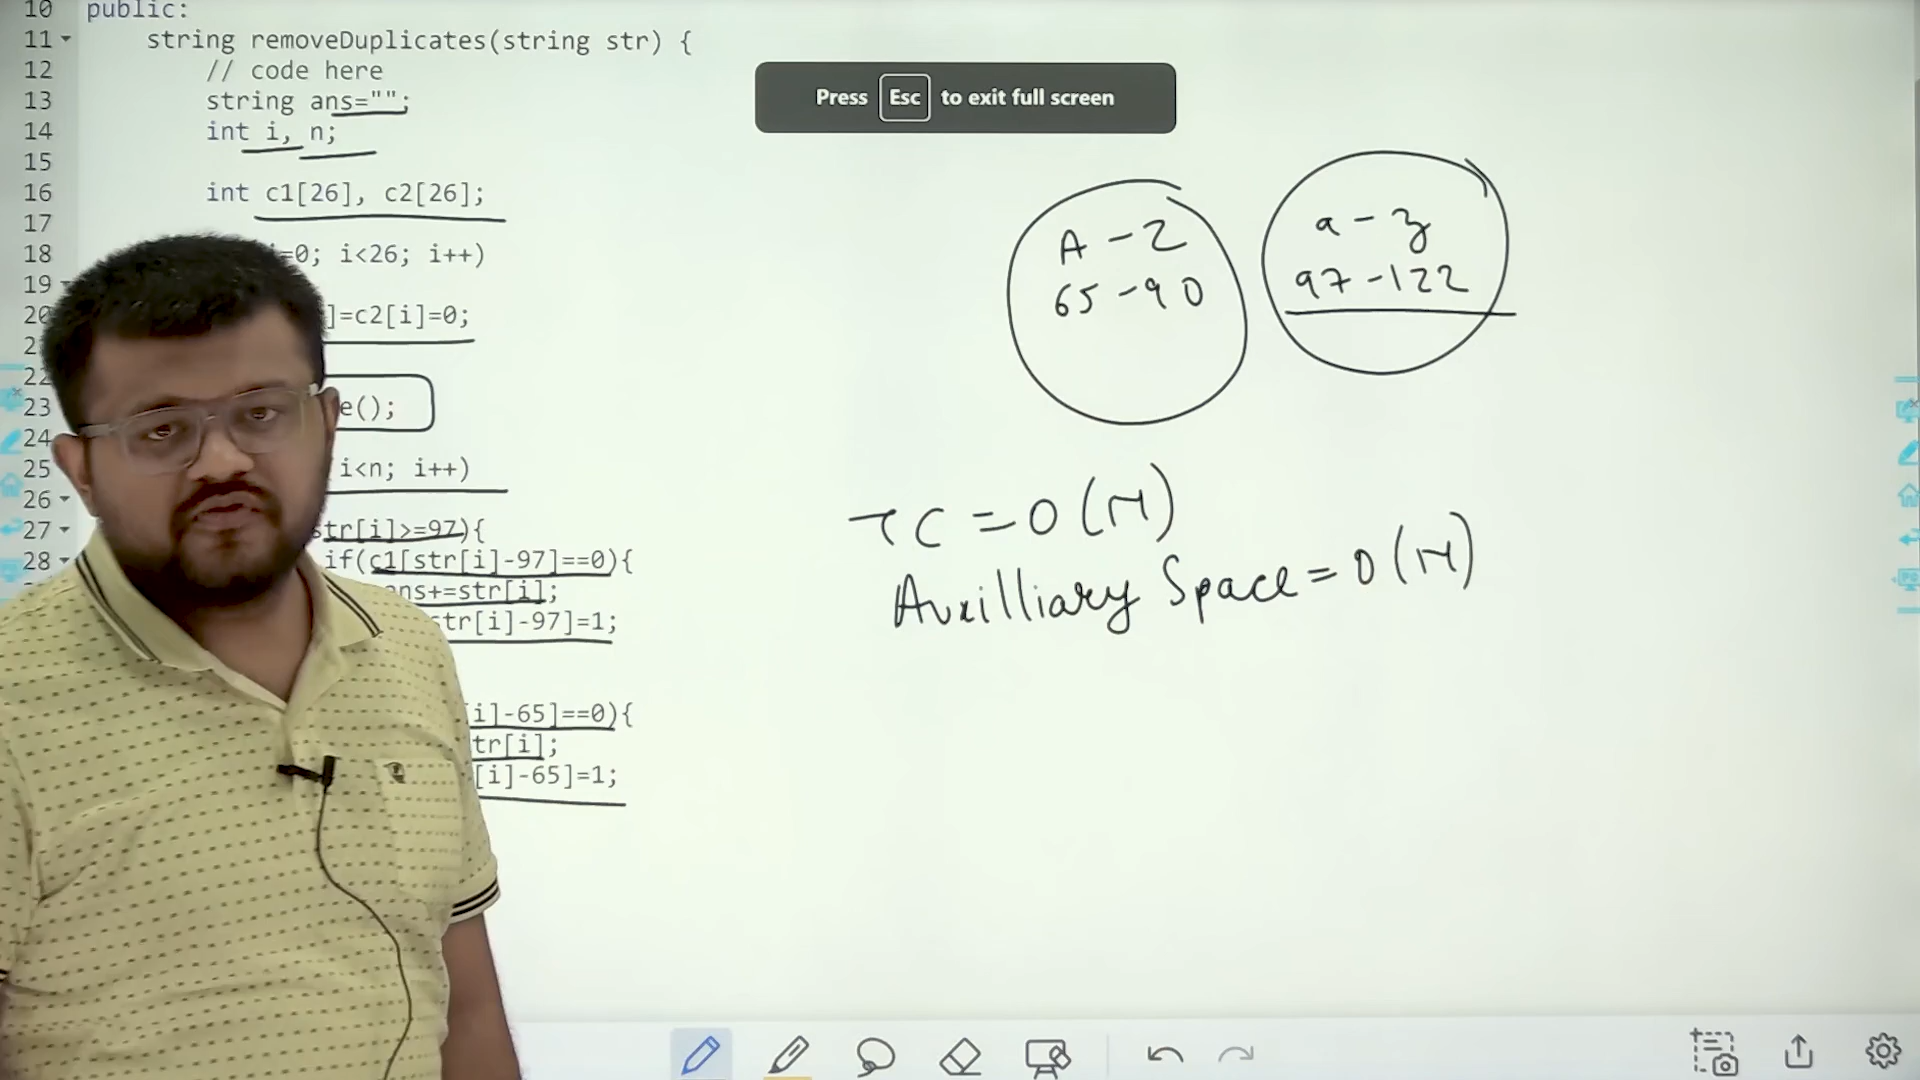 10 public:
11 string removeDuplicates(string str) {
12 // code here
13 string ans="";
14 int i, n;
15
16 int c1[26], c2[26];
17
18 =0; i<26; i++)
19
20 ]=c2[i]=0;
22
23 e();
24
25 i<n; i++)
26
27 str[i]>=97){
28 if(c1[str[i]-97]==0){
ns+=str[i];
str[i]-97]=1;
i]-65]==0){
tr[i];
[i]-65]=1;
Press Esc to exit full screen
A - Z
65 - 90
a - z
97 - 122
TC = O(N)
Auxilliary Space = O(N)